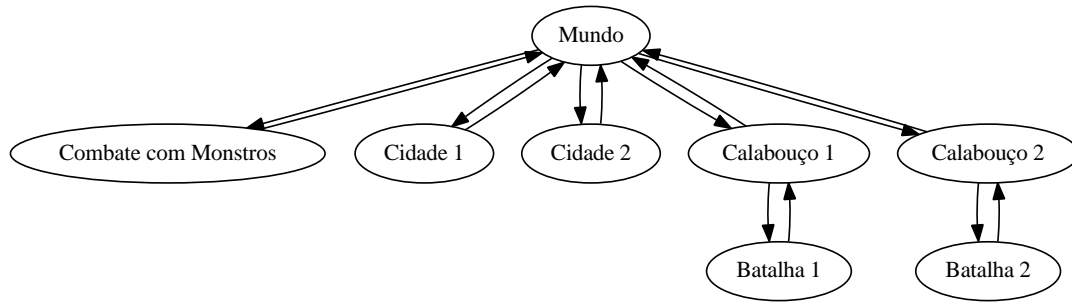 Mundo
Combate com Monstros
Cidade 1
Cidade 2
Calabouço 1
Calabouço 2
Batalha 1
Batalha 2